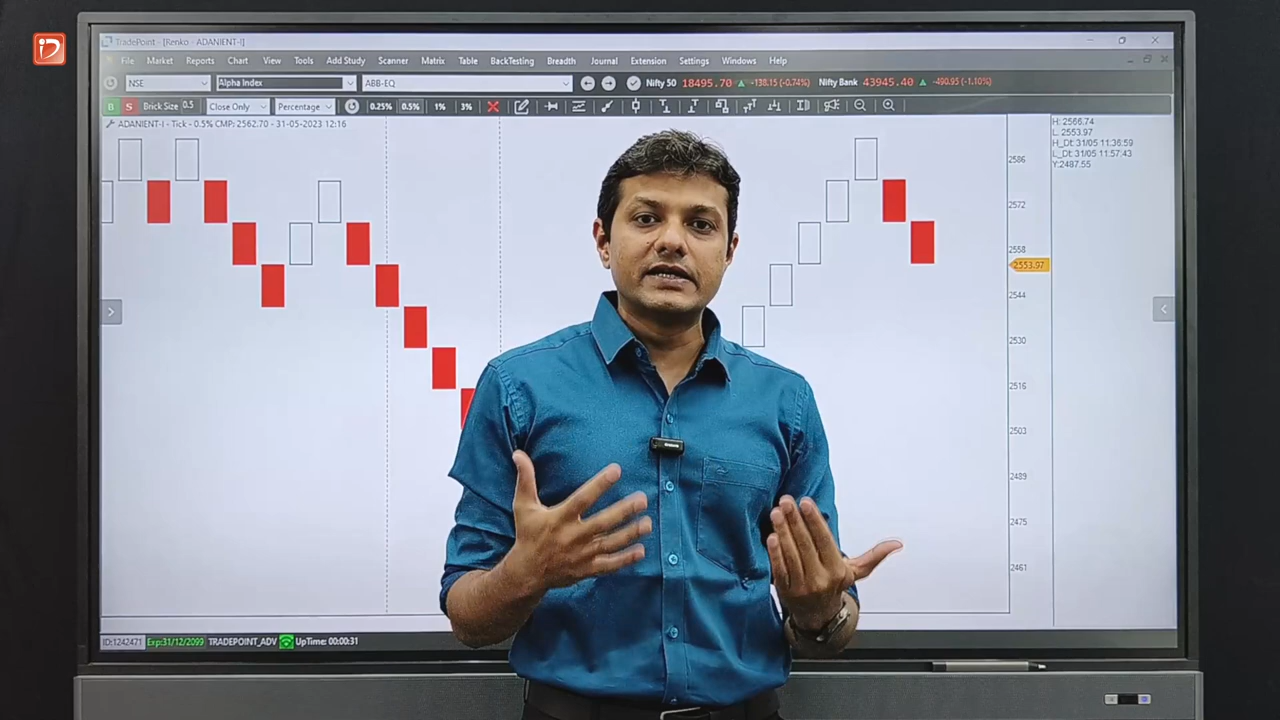 TradePoint - [Renko - ADANIENT-I]
File Market Reports Chart View Tools Add Study Scanner Matrix Table BackTesting Breadth Journal Extension Settings Windows Help
NSE Alpha Index ABB-EQ Nifty 50 18495.70 -138.15 (-0.74%) Nifty Bank 43945.40 -490.95 (-1.10%)
B S Brick Size 0.5 Close Only Percentage 0.25% 0.5% 1% 3%
ADANIENT-I - Tick - 0.5% CMP: 2562.70 - 31-05-2023 12:16
H: 2566.74
L: 2553.97
H_Dt: 31/05 11:36:59
L_Dt: 31/05 11:57:43
Y:2487.55
2586
2572
2558
2553.97
2544
2530
2516
2503
2489
2475
2461
ID:1242471 Exp:31/12/2099 TRADEPOINT_ADV UpTime: 00:00:31